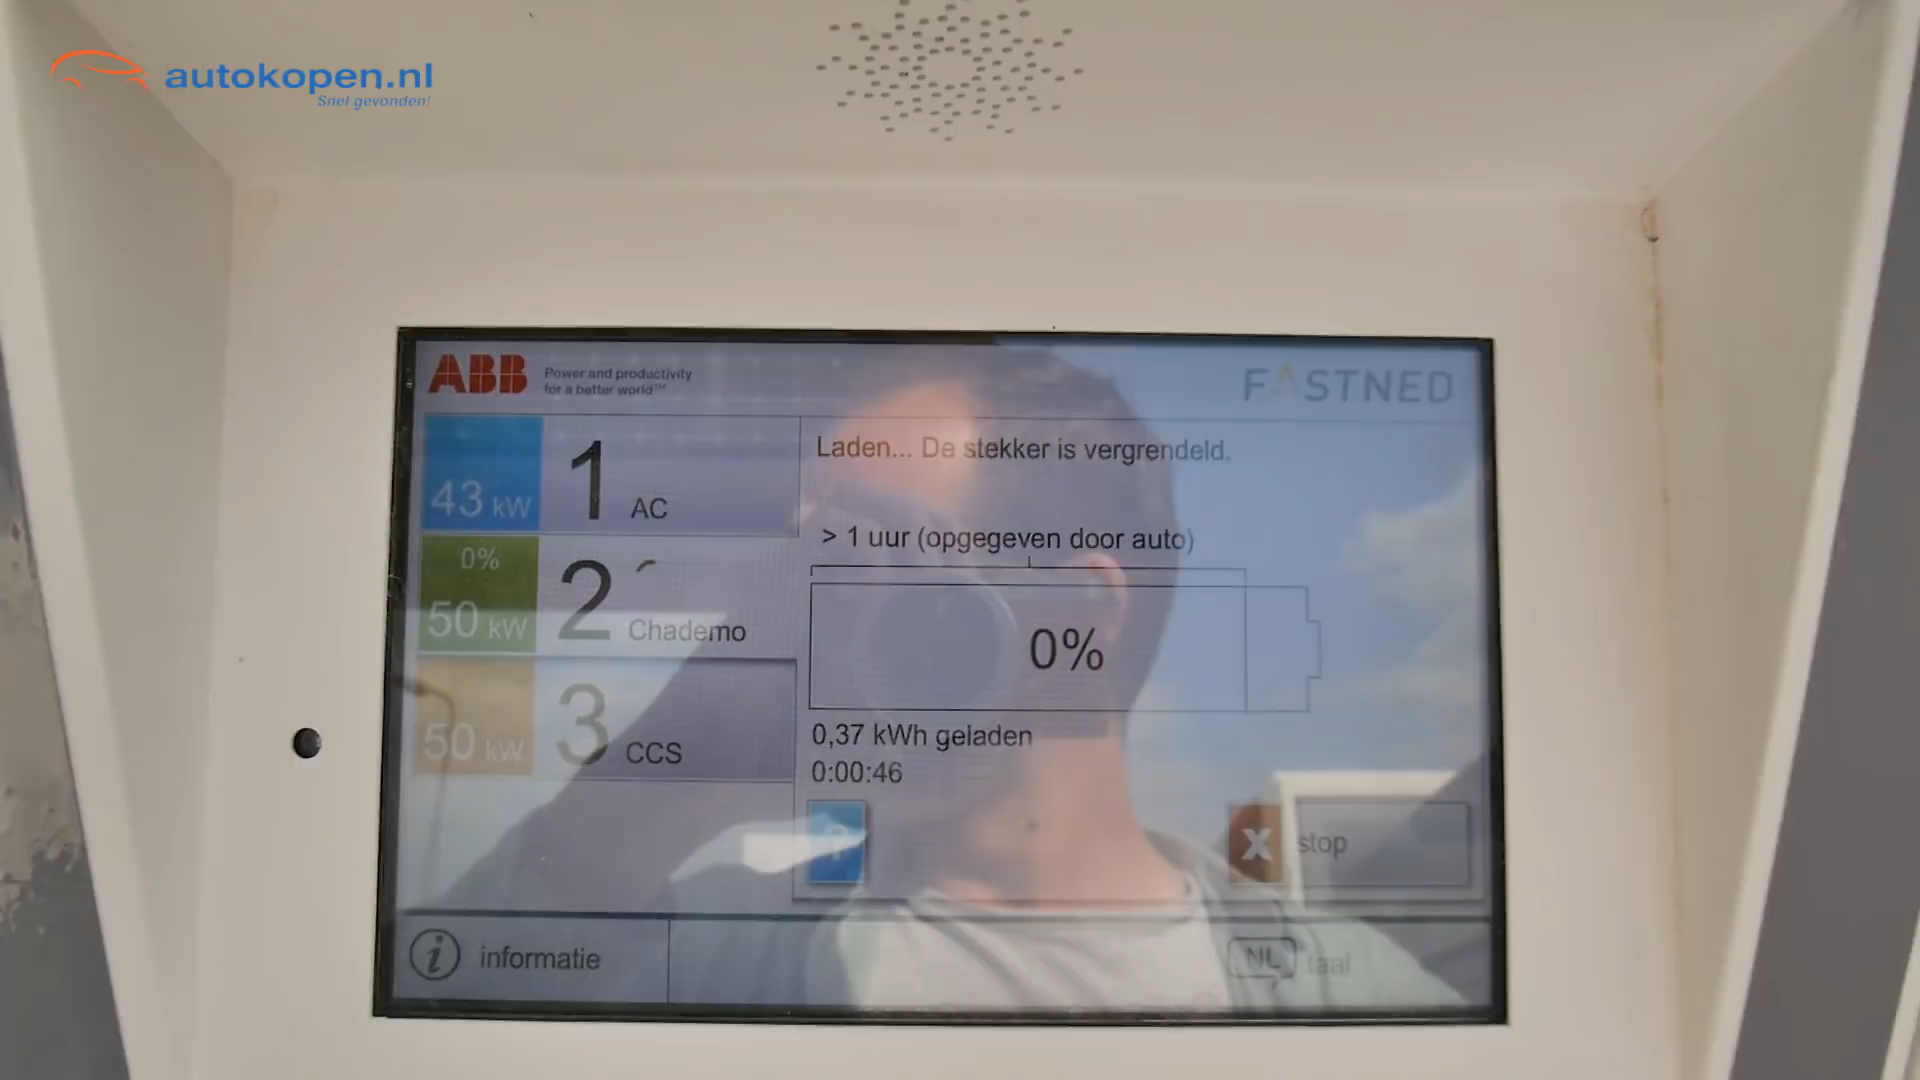 autokopen.nl
Snel gevonden!
ABB
Power and productivity
for a better world™
FASTNED
43 kW
1 AC
0%
50 kW
2 Chademo
50 kW
3 CCS
Laden... De stekker is vergrendeld.
> 1 uur (opgegeven door auto)
0%
0,37 kWh geladen
0:00:46
?
X stop
i informatie
NL taal